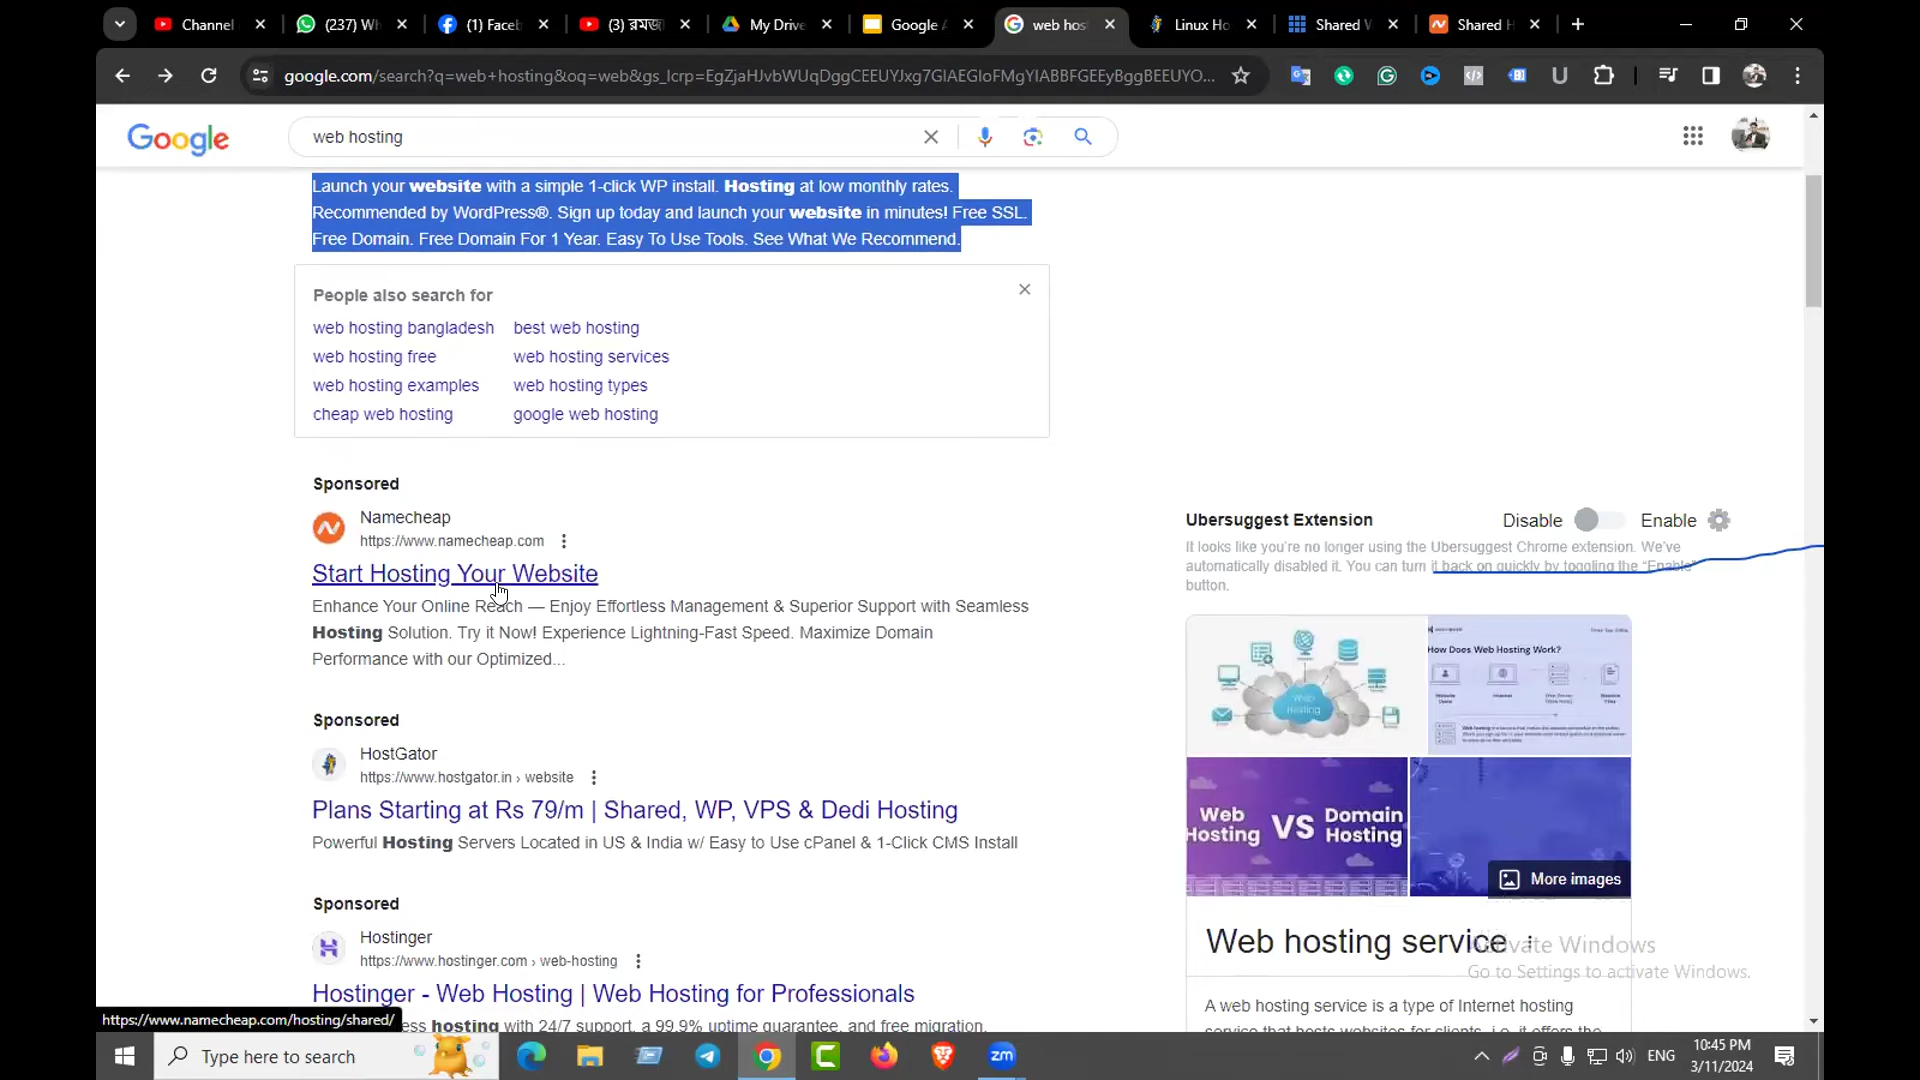 Channel
(237) Wh
(1) Faceb
(3) রমজা
My Drive
Google A
web hos
Linux Ho
Shared W
Shared H
google.com/search?q=web+hosting&oq=web&gs_lcrp=EgZjaHJvbWUqDggCEEUYJxg7GIAEGIoFMgYIABBFGEEyBggBEEUYO...
Google
web hosting
Launch your website with a simple 1-click WP install. Hosting at low monthly rates.
Recommended by WordPress®. Sign up today and launch your website in minutes! Free SSL.
Free Domain. Free Domain For 1 Year. Easy To Use Tools. See What We Recommend.
People also search for
web hosting bangladesh best web hosting
web hosting free web hosting services
web hosting examples web hosting types
cheap web hosting google web hosting
Sponsored
Namecheap
https://www.namecheap.com
Start Hosting Your Website
Enhance Your Online Reach — Enjoy Effortless Management & Superior Support with Seamless
Hosting Solution. Try it Now! Experience Lightning-Fast Speed. Maximize Domain
Performance with our Optimized...
Sponsored
HostGator
https://www.hostgator.in › website
Plans Starting at Rs 79/m | Shared, WP, VPS & Dedi Hosting
Powerful Hosting Servers Located in US & India w/ Easy to Use cPanel & 1-Click CMS Install
Sponsored
Hostinger
https://www.hostinger.com › web-hosting
Hostinger - Web Hosting | Web Hosting for Professionals
ess hosting with 24/7 support, a 99.9% uptime guarantee, and free migration.
https://www.namecheap.com/hosting/shared/
Ubersuggest Extension Disable Enable
It looks like you're no longer using the Ubersuggest Chrome extension. We've
automatically disabled it. You can turn it back on quickly by toggling the "Enable"
button.
How Does Web Hosting Work?
Web Hosting
Web Hosting VS Domain Hosting
More images
Web hosting service
Activate Windows
Go to Settings to activate Windows.
A web hosting service is a type of Internet hosting
service that hosts websites for clients, i.e. it offers the
Type here to search
zm
ENG
10:45 PM
3/11/2024